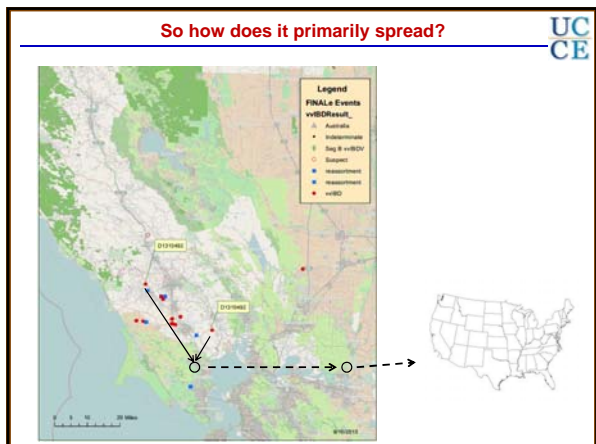 So how does it primarily spread?
UC
CE
Legend
FINALe Events
vvIBDResult_
Australia
Indeterminate
Seg B vvIBDV
Suspect
reassortment
reassortment
vvIBD
D1310462
D1310463
0 5 10 20 Miles